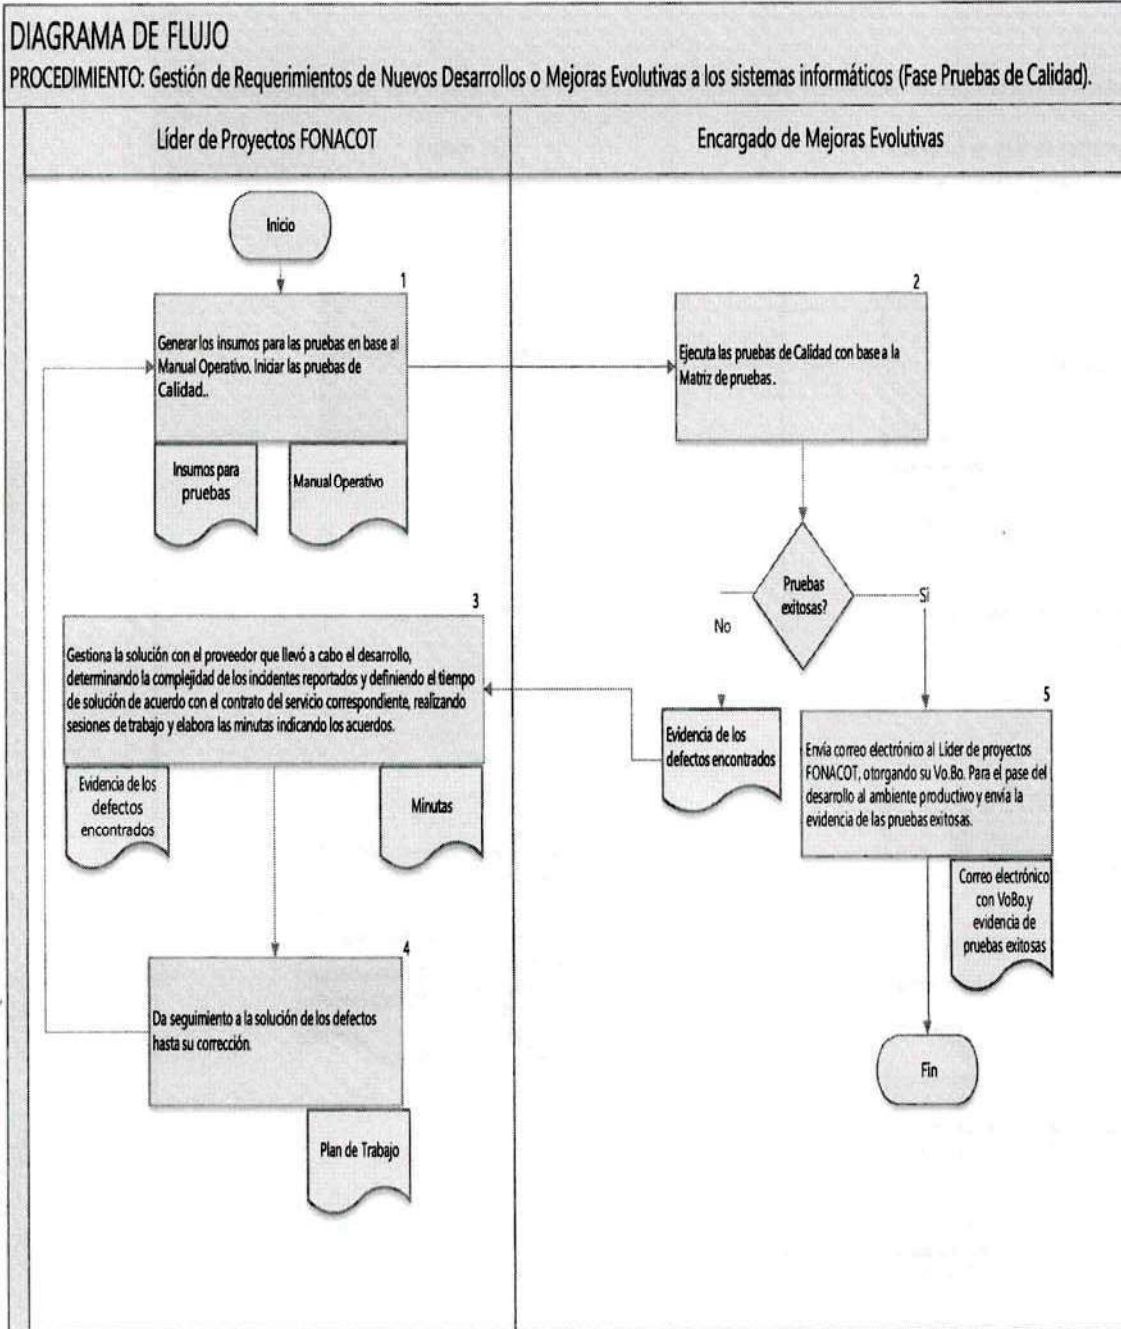 DIAGRAMA DE FLUJO
PROCEDIMIENTO: Gestión de Requerimientos de Nuevos Desarrollos o Mejoras Evolutivas a los sistemas informáticos (Fase Pruebas de Calidad).
Líder de Proyectos FONACOT
Encargado de Mejoras Evolutivas
Inicio
1
Generar los insumos para las pruebas en base al
Manual Operativo. Iniciar las pruebas de
Calidad..
Insumos para
pruebas
Manual Operativo
2
Ejecuta las pruebas de Calidad con base a la
Matriz de pruebas.
Pruebas
exitosas?
Si
No
3
Gestiona la solución con el proveedor que llevó a cabo el desarrollo,
determinando la complejidad de los incidentes reportados y definiendo el tiempo
de solución de acuerdo con el contrato del servicio correspondiente, realizando
sesiones de trabajo y elabora las minutas indicando los acuerdos.
Evidencia de los
defectos
encontrados
Minutas
Evidencia de los
defectos encontrados
5
Envía correo electrónico al Líder de proyectos
FONACOT, otorgando su Vo.Bo. Para el pase del
desarrollo al ambiente productivo y envía la
evidencia de las pruebas exitosas.
Correo electrónico
con VoBo.y
evidencia de
pruebas exitosas
4
Da seguimiento a la solución de los defectos
hasta su corrección.
Plan de Trabajo
Fin